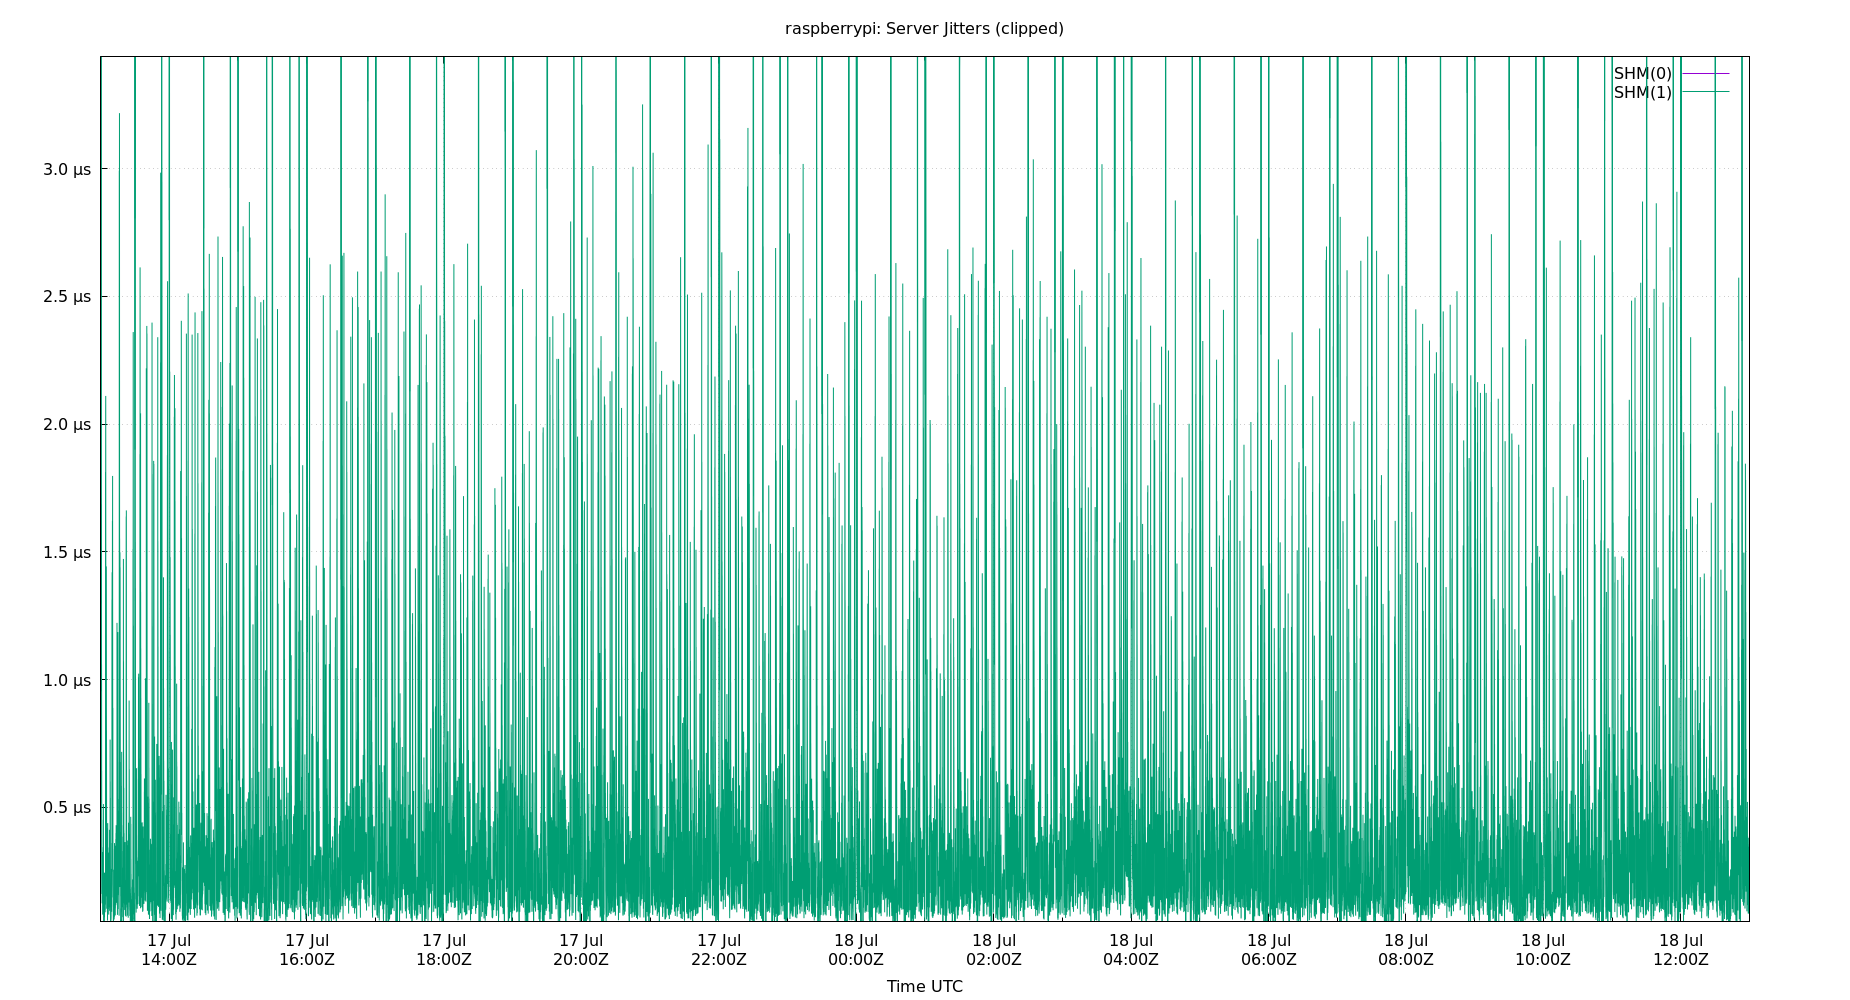 raspberrypi: Server Jitters (clipped)
SHM(0)
SHM(1)
3.0 µs
2.5 µs
2.0 µs
1.5 µs
1.0 µs
0.5 µs
17 Jul 17 Jul 17 Jul 17 Jul 17 Jul 18 Jul 18 Jul 18 Jul 18 Jul 18 Jul 18 Jul 18 Jul
14:00Z 16:00Z 18:00Z 20:00Z 22:00Z 00:00Z 02:00Z 04:00Z 06:00Z 08:00Z 10:00Z 12:00Z
Time UTC